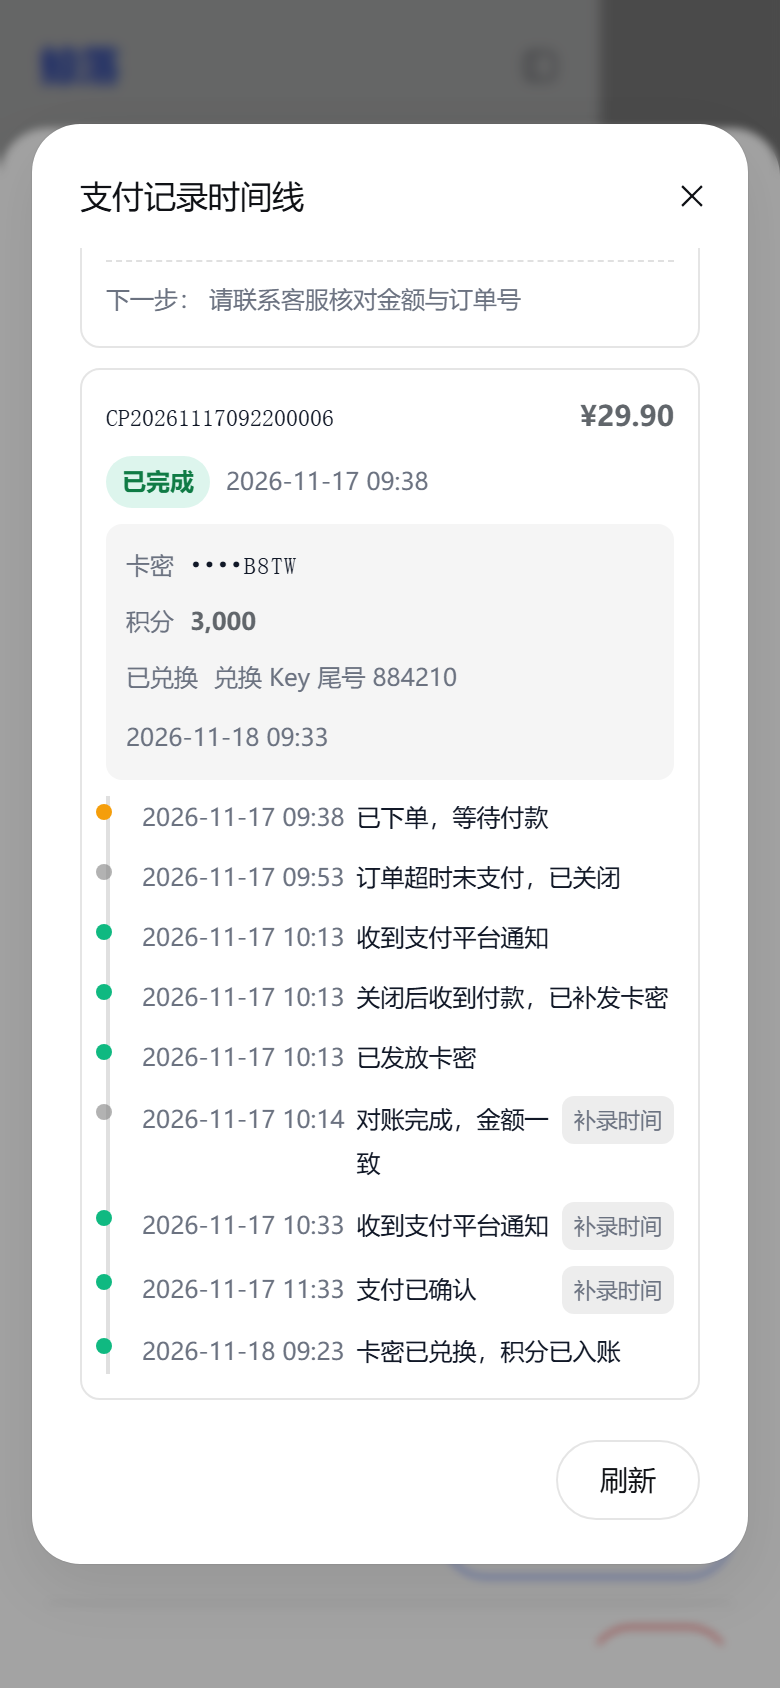 支付记录时间线
下一步： 请联系客服核对金额与订单号
CP20261117092200006 ¥29.90
已完成 2026-11-17 09:38
卡密 ••••B8TW
积分 3,000
已兑换 兑换 Key 尾号 884210
2026-11-18 09:33
2026-11-17 09:38 已下单，等待付款
2026-11-17 09:53 订单超时未支付，已关闭
2026-11-17 10:13 收到支付平台通知
2026-11-17 10:13 关闭后收到付款，已补发卡密
2026-11-17 10:13 已发放卡密
2026-11-17 10:14 对账完成，金额一 补录时间
致
2026-11-17 10:33 收到支付平台通知 补录时间
2026-11-17 11:33 支付已确认 补录时间
2026-11-18 09:23 卡密已兑换，积分已入账
刷新